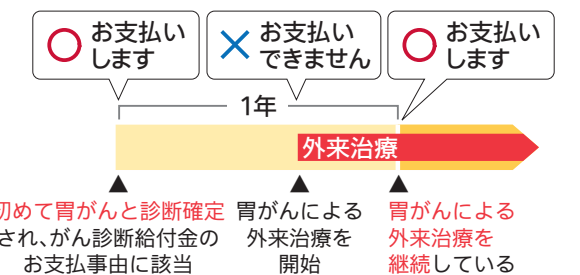 お支払い
します
お支払い
できません
お支払い
します
1年
外来治療
初めて胃がんと診断確定
され、がん診断給付金の
お支払事由に該当
胃がんによる
外来治療を
開始
胃がんによる
外来治療を
継続している